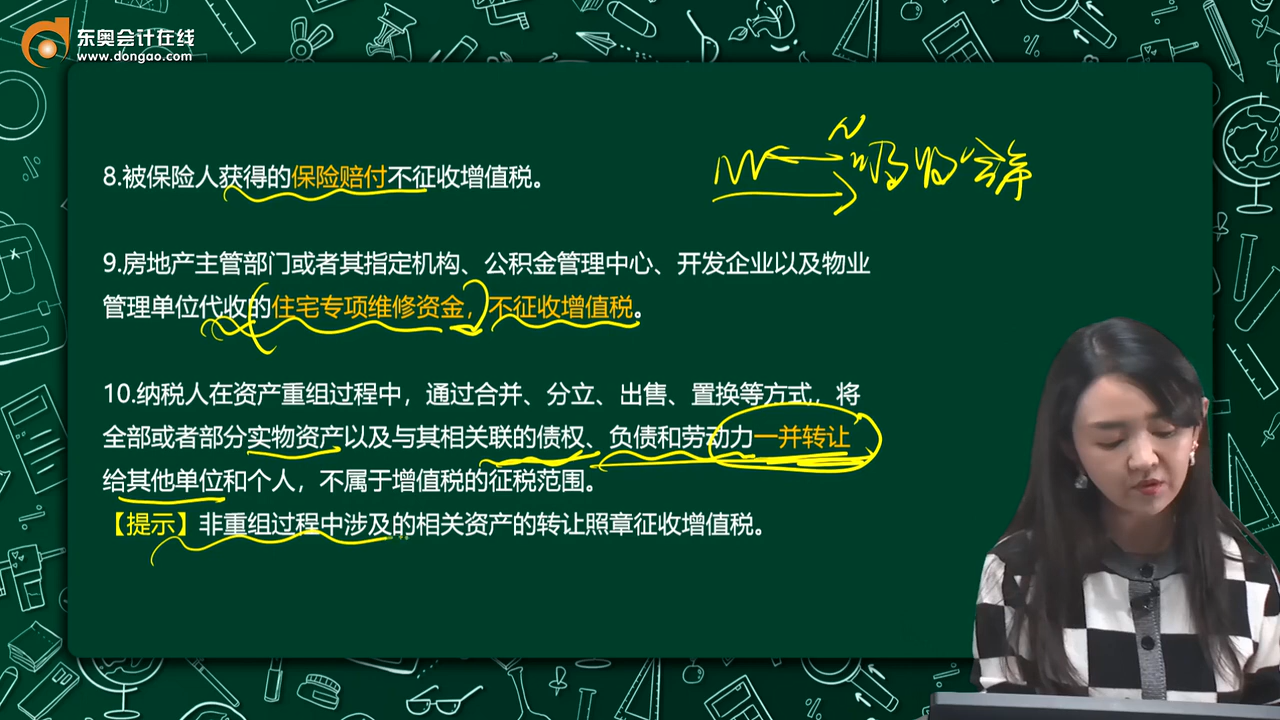 东奥会计在线
www.dongao.com
8.被保险人获得的保险赔付不征收增值税。
N
吸收合并
9.房地产主管部门或者其指定机构、公积金管理中心、开发企业以及物业
管理单位代收的住宅专项维修资金，不征收增值税。
10.纳税人在资产重组过程中，通过合并、分立、出售、置换等方式，将
全部或者部分实物资产以及与其相关联的债权、负债和劳动力一并转让
给其他单位和个人，不属于增值税的征税范围。
【提示】非重组过程中涉及的相关资产的转让照章征收增值税。